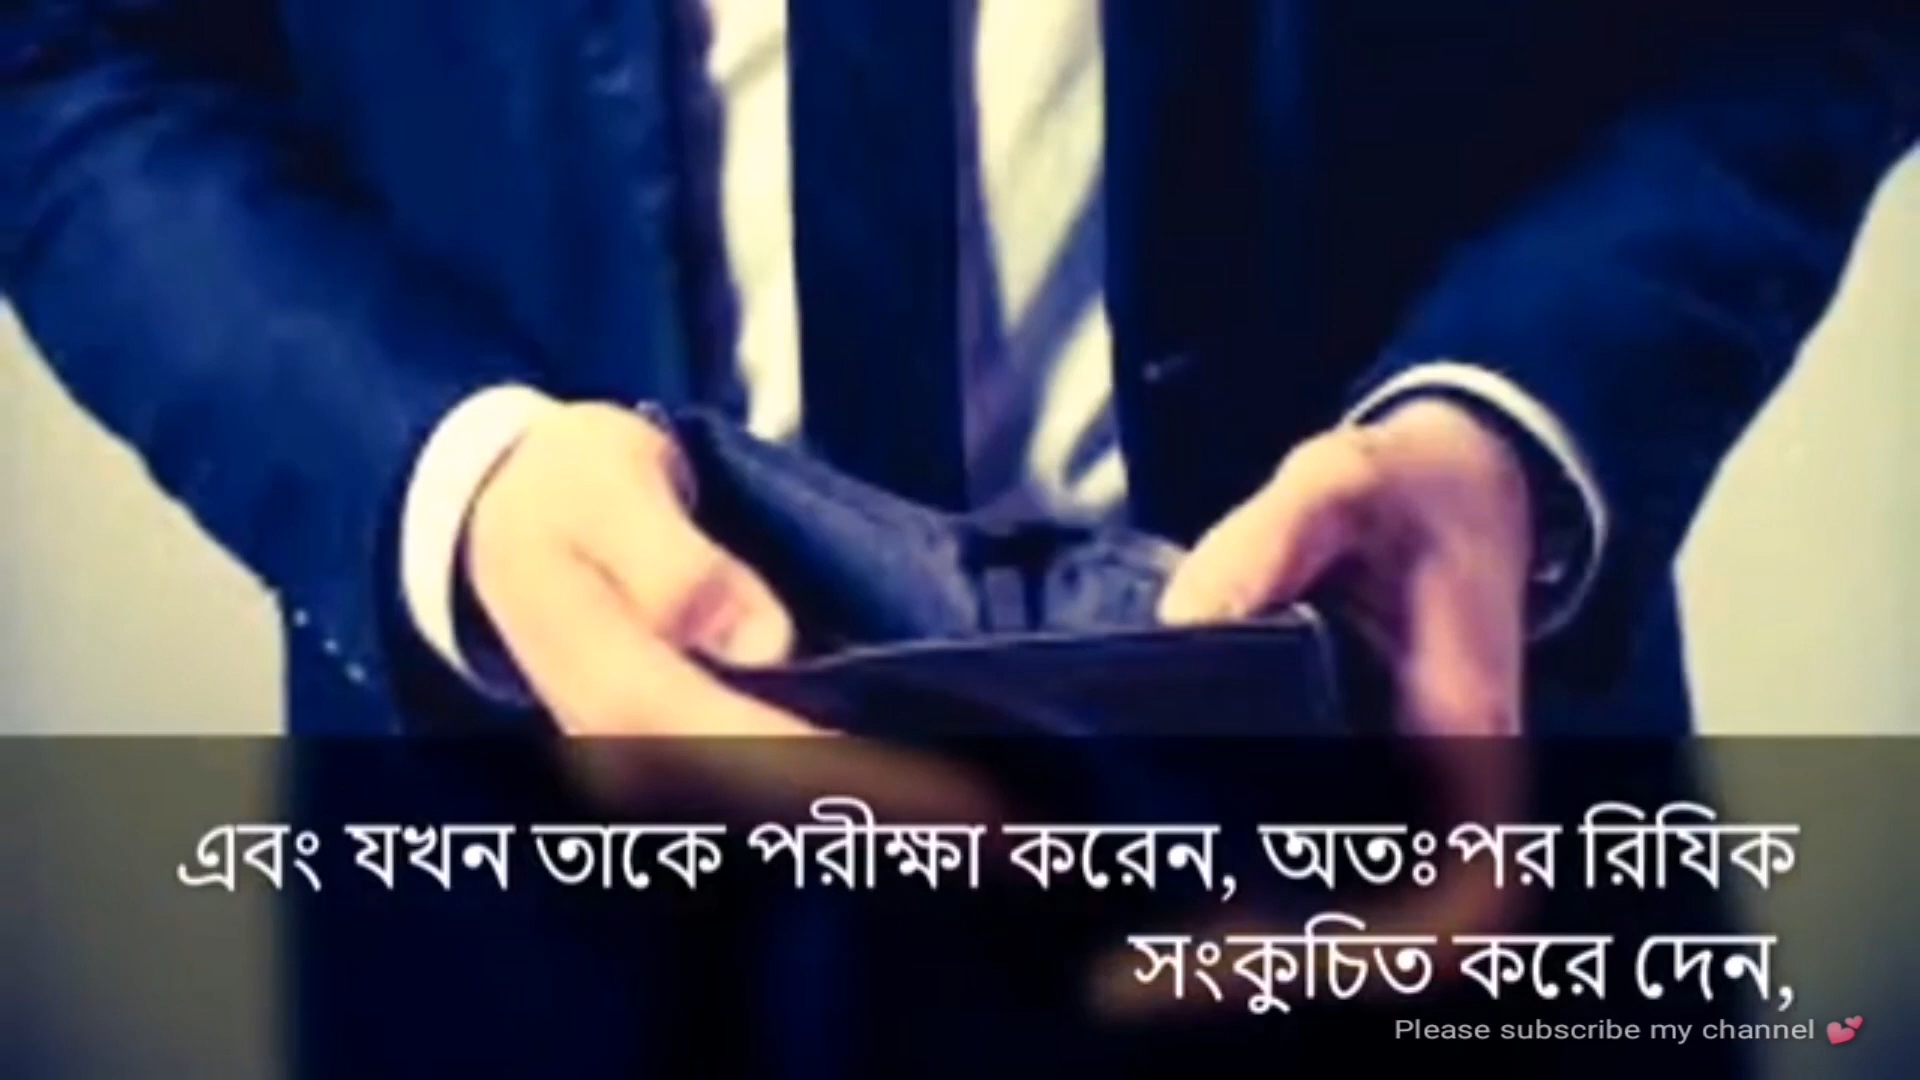 এবং যখন তাকে পরীক্ষা করেন, অতঃপর রিযিক
সংকুচিত করে দেন,
Please subscribe my channel 💕